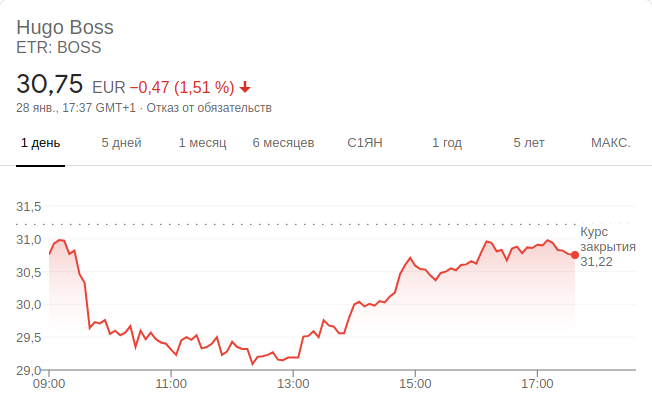 Hugo Boss
ETR: BOSS
30,75 EUR −0,47 (1,51 %)
28 янв., 17:37 GMT+1 · Отказ от обязательств
1 день 5 дней 1 месяц 6 месяцев С1ЯН 1 год 5 лет МАКС.
31,5
31,0
30,5
30,0
29,5
29,0
Курс
закрытия
31,22
09:00 11:00 13:00 15:00 17:00